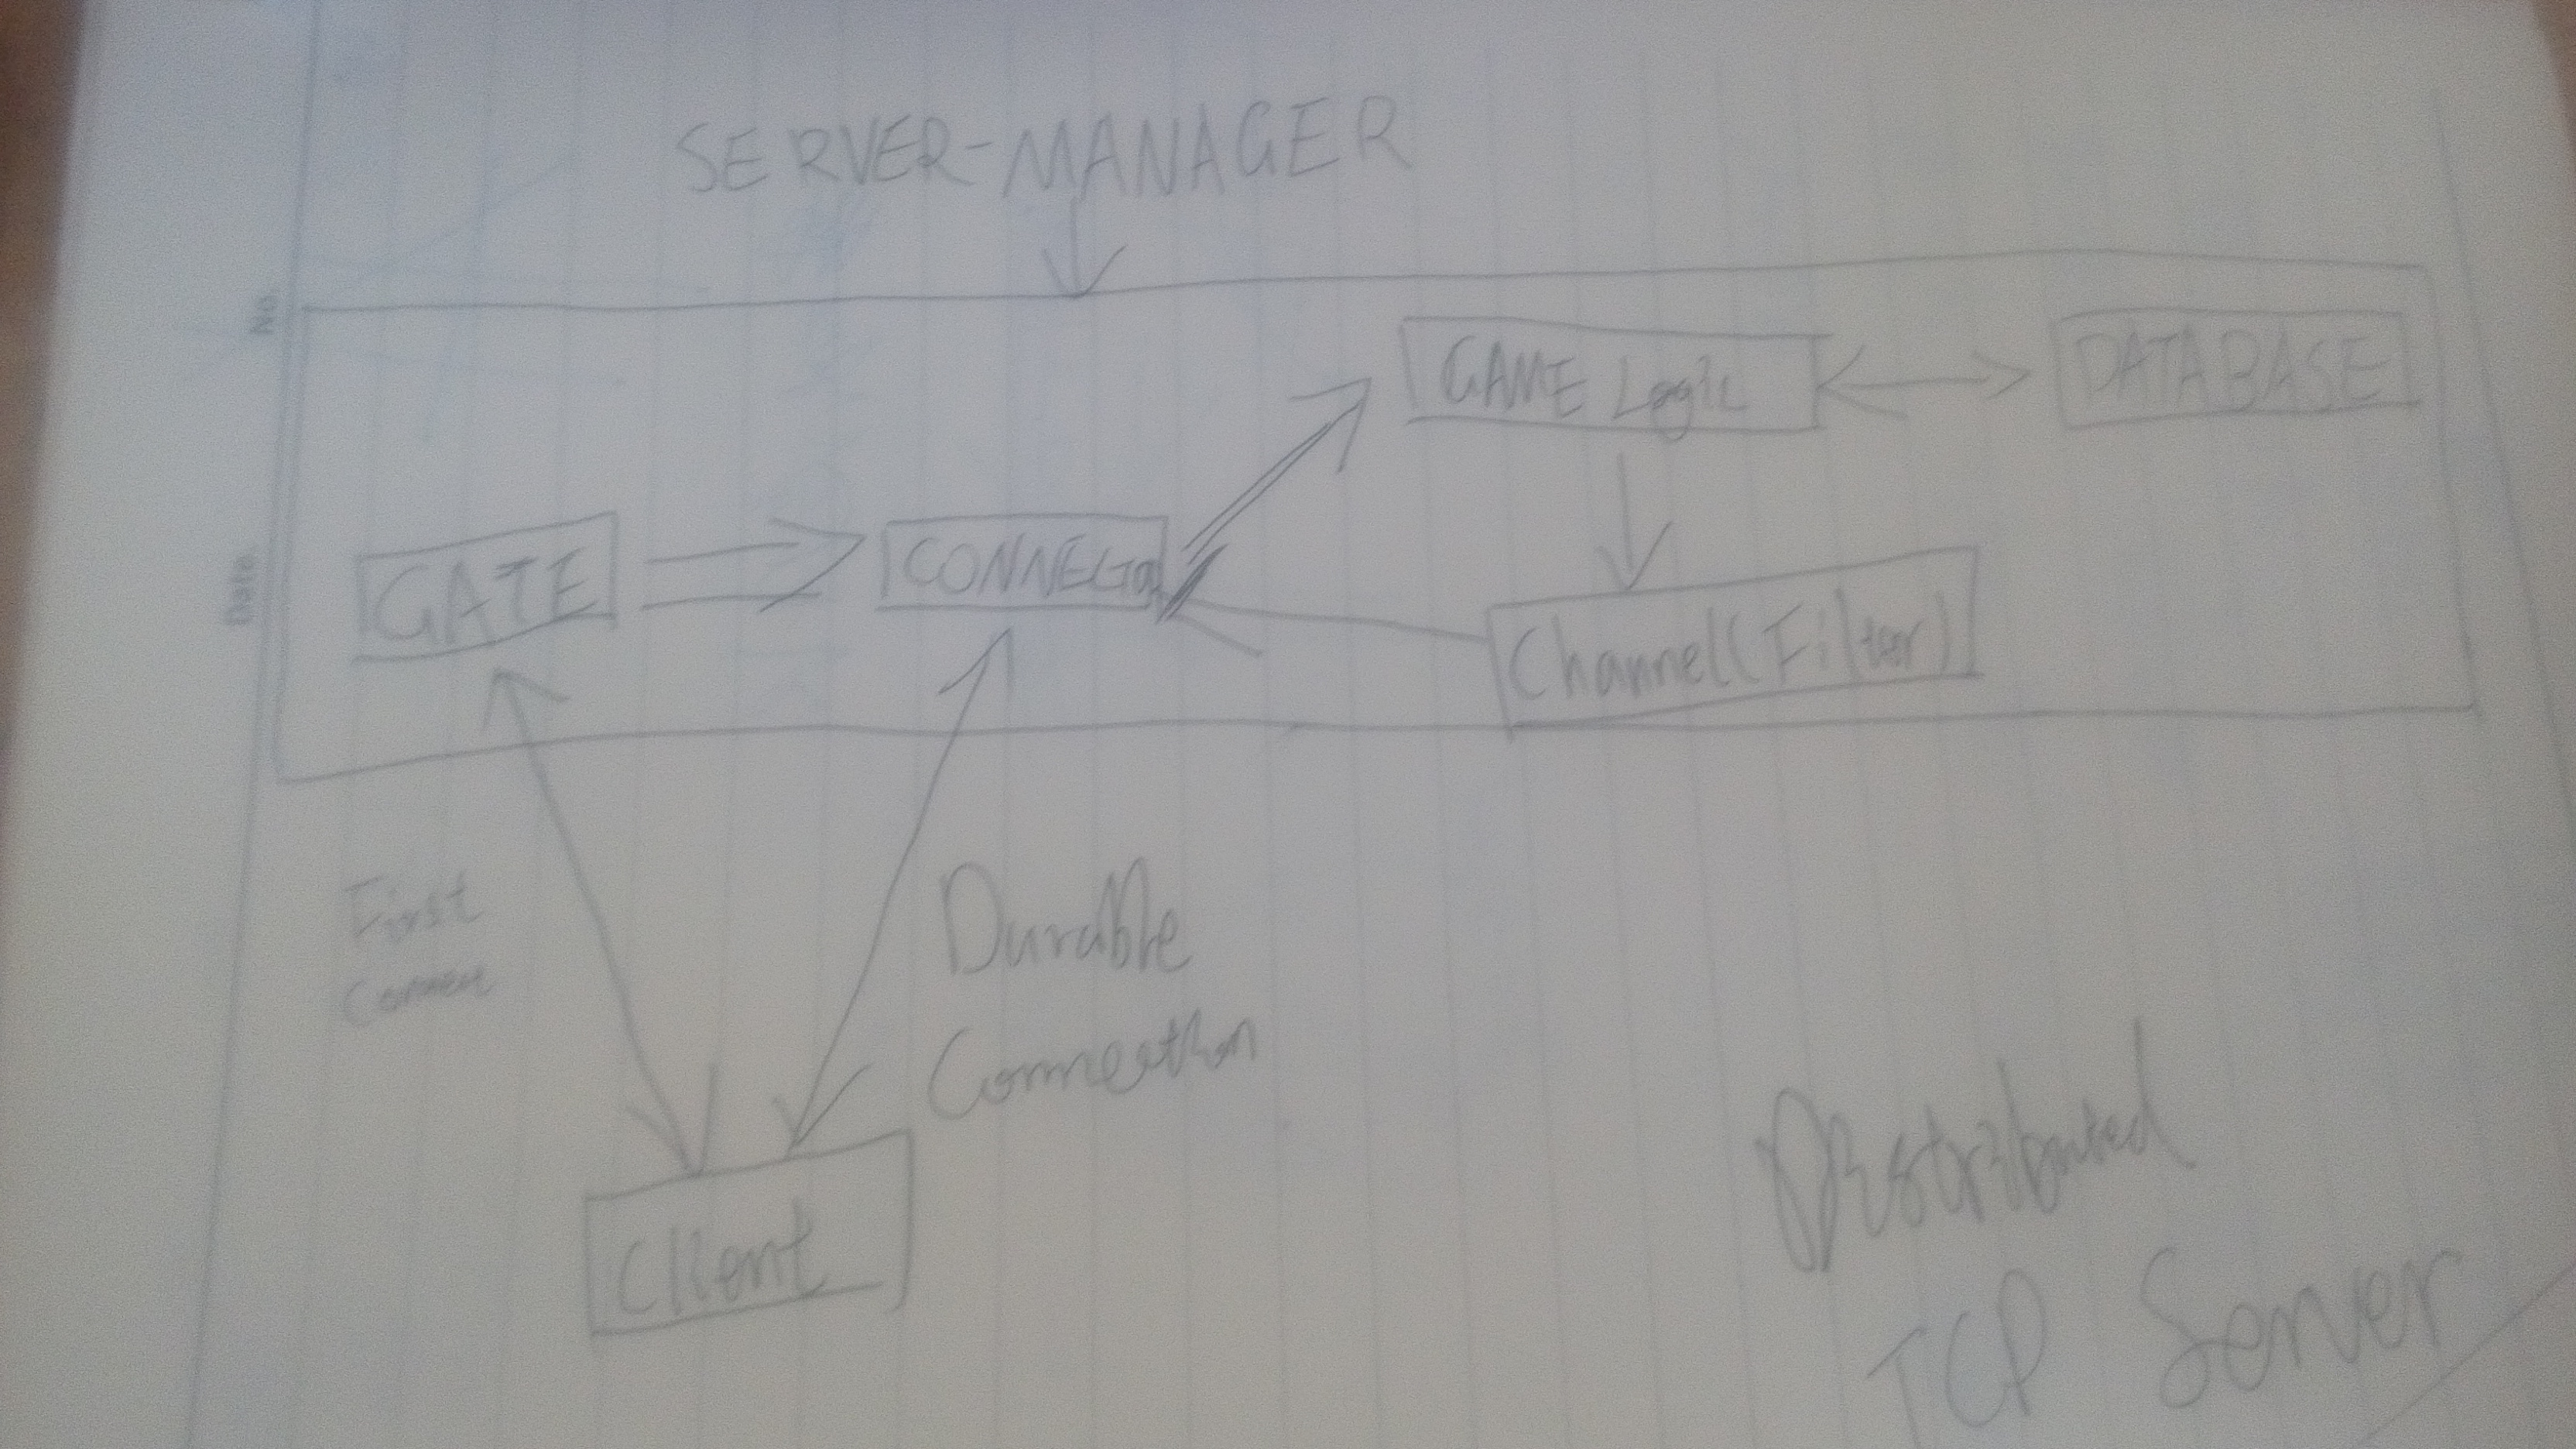 SERVER-MANAGER
No.
Date
GAME Logic
DATABASE
GATE
CONNECTOR
Channel(Filter)
First
Connect
Durable
Connection
Client
Distributed
TCP Server